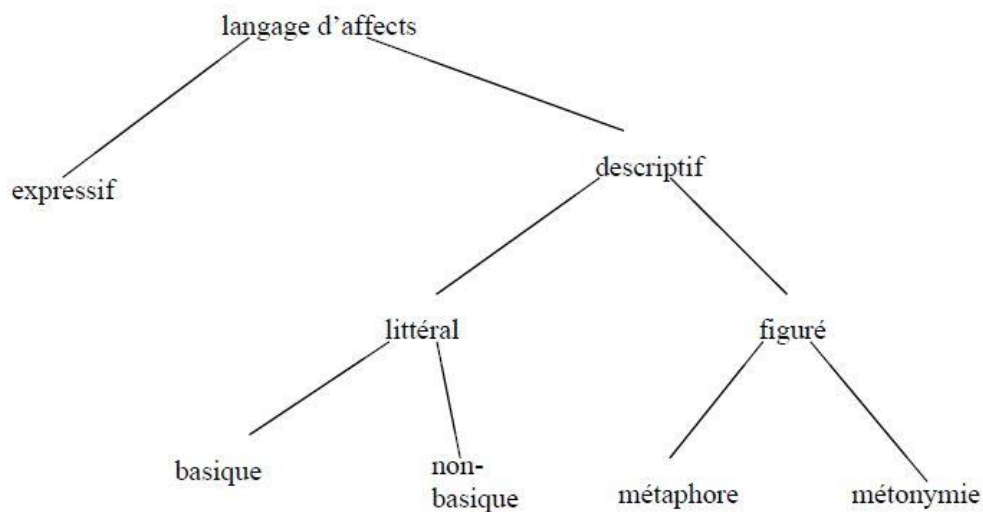 langage d’affects
expressif
descriptif
littéral
figuré
basique
non-
basique
métaphore
métonymie